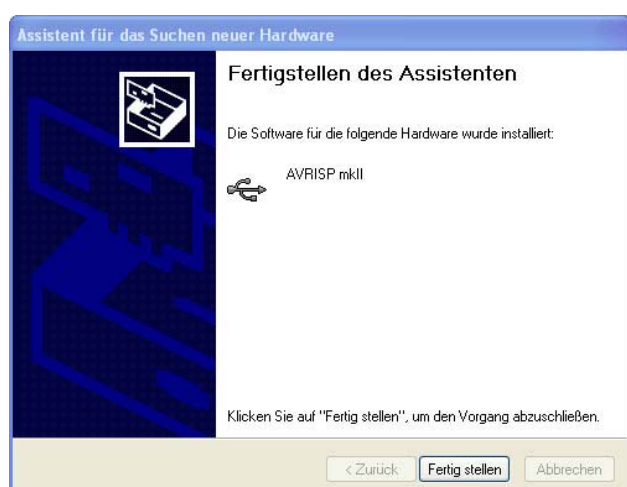 Assistent für das Suchen neuer Hardware
Fertigstellen des Assistenten
Die Software für die folgende Hardware wurde installiert:
AVRISP mkII
Klicken Sie auf "Fertig stellen", um den Vorgang abzuschließen.
< Zurück Fertig stellen Abbrechen